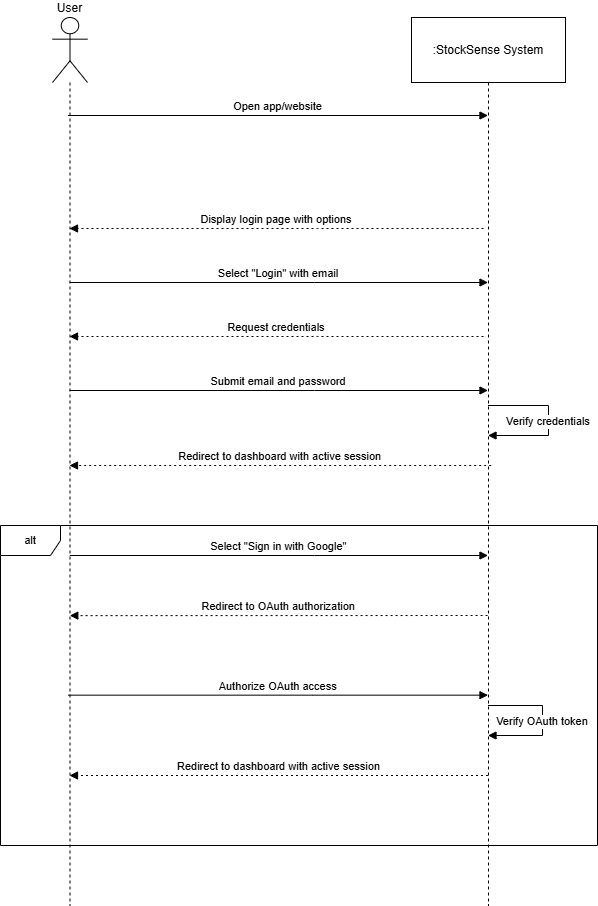 User
:StockSense System
Open app/website
Display login page with options
Select "Login" with email
Request credentials
Submit email and password
Verify credentials
Redirect to dashboard with active session
alt
Select "Sign in with Google"
Redirect to OAuth authorization
Authorize OAuth access
Verify OAuth token
Redirect to dashboard with active session